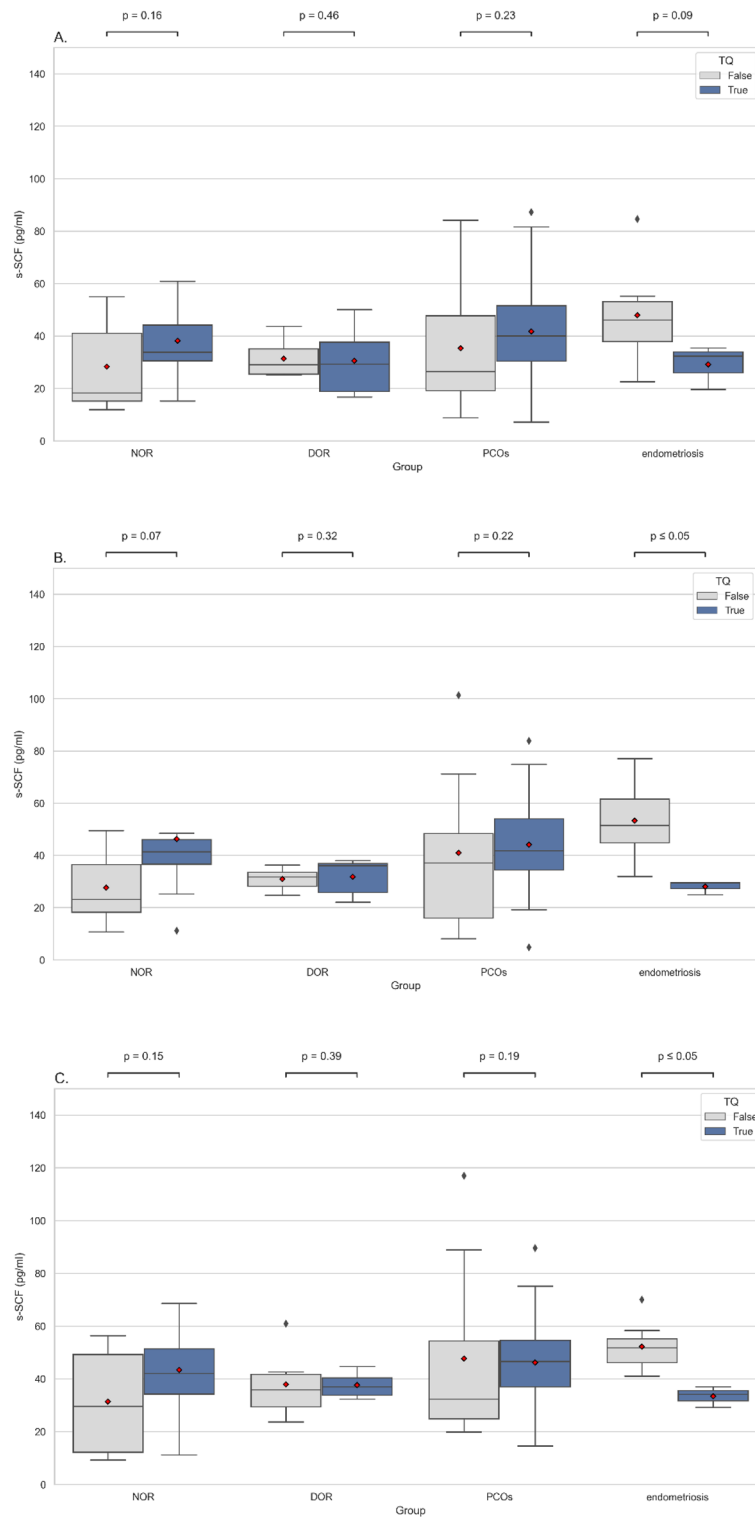 p = 0.16 p = 0.46 p = 0.23 p = 0.09
A.
TQ
False
True
140
120
100
80
60
40
20
0
s-SCF (pg/ml)
NOR DOR PCOs endometriosis
Group
p = 0.07 p = 0.32 p = 0.22 p ≤ 0.05
B.
TQ
False
True
140
120
100
80
60
40
20
0
s-SCF (pg/ml)
NOR DOR PCOs endometriosis
Group
p = 0.15 p = 0.39 p = 0.19 p ≤ 0.05
C.
TQ
False
True
140
120
100
80
60
40
20
0
s-SCF (pg/ml)
NOR DOR PCOs endometriosis
Group